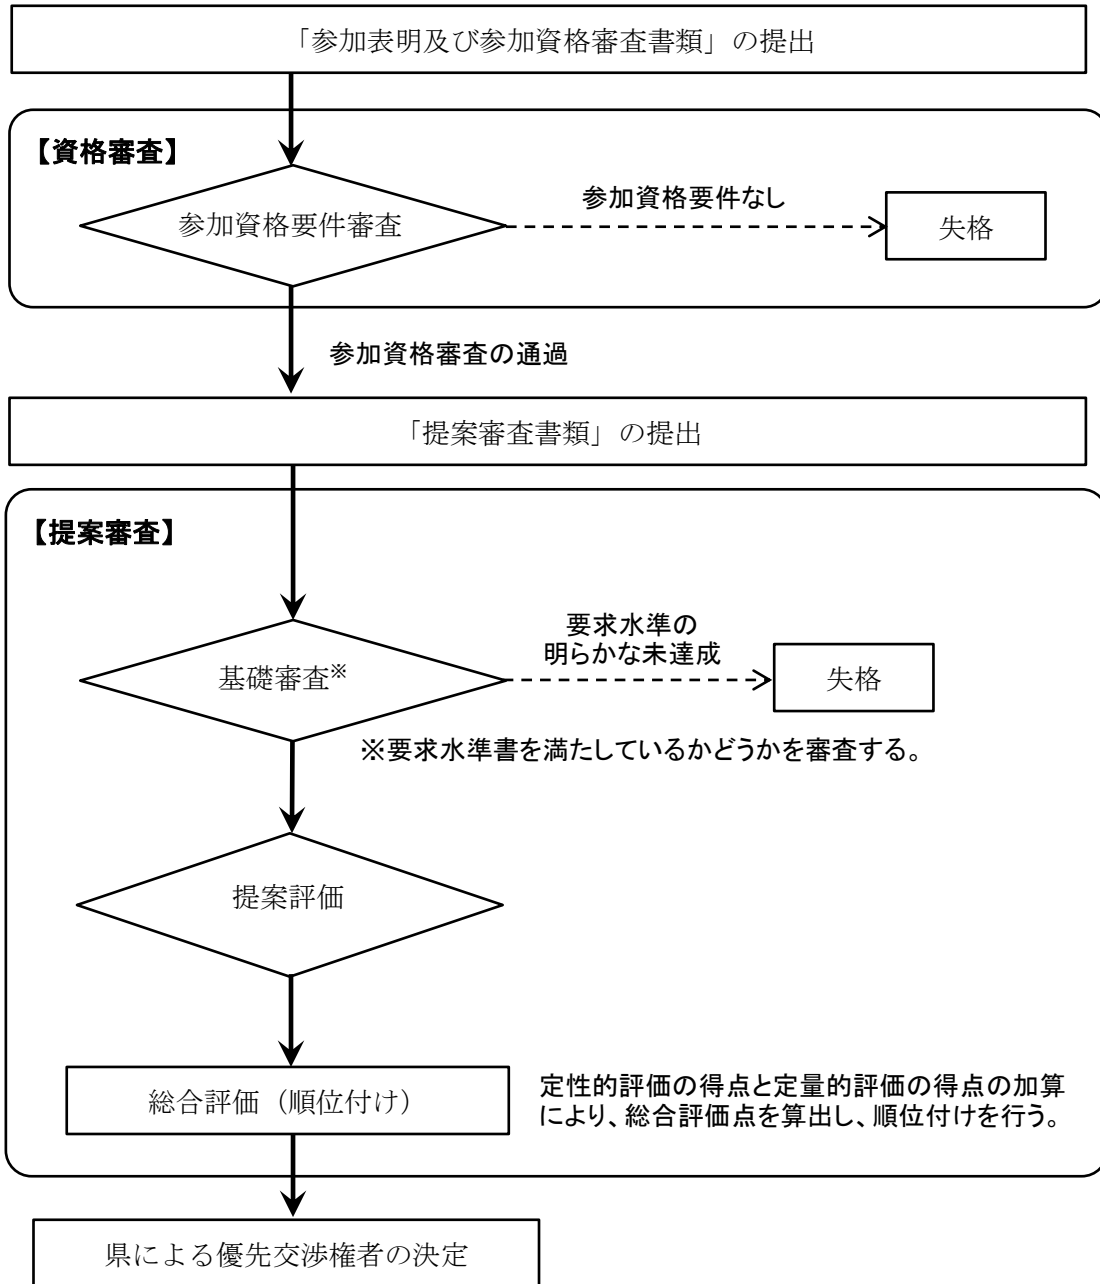 「参加表明及び参加資格審査書類」の提出
【資格審査】
参加資格要件審査
参加資格要件なし
失格
参加資格審査の通過
「提案審査書類」の提出
【提案審査】
基礎審査※
要求水準の
明らかな未達成
失格
※要求水準書を満たしているかどうかを審査する。
提案評価
総合評価（順位付け）
定性的評価の得点と定量的評価の得点の加算
により、総合評価点を算出し、順位付けを行う。
県による優先交渉権者の決定